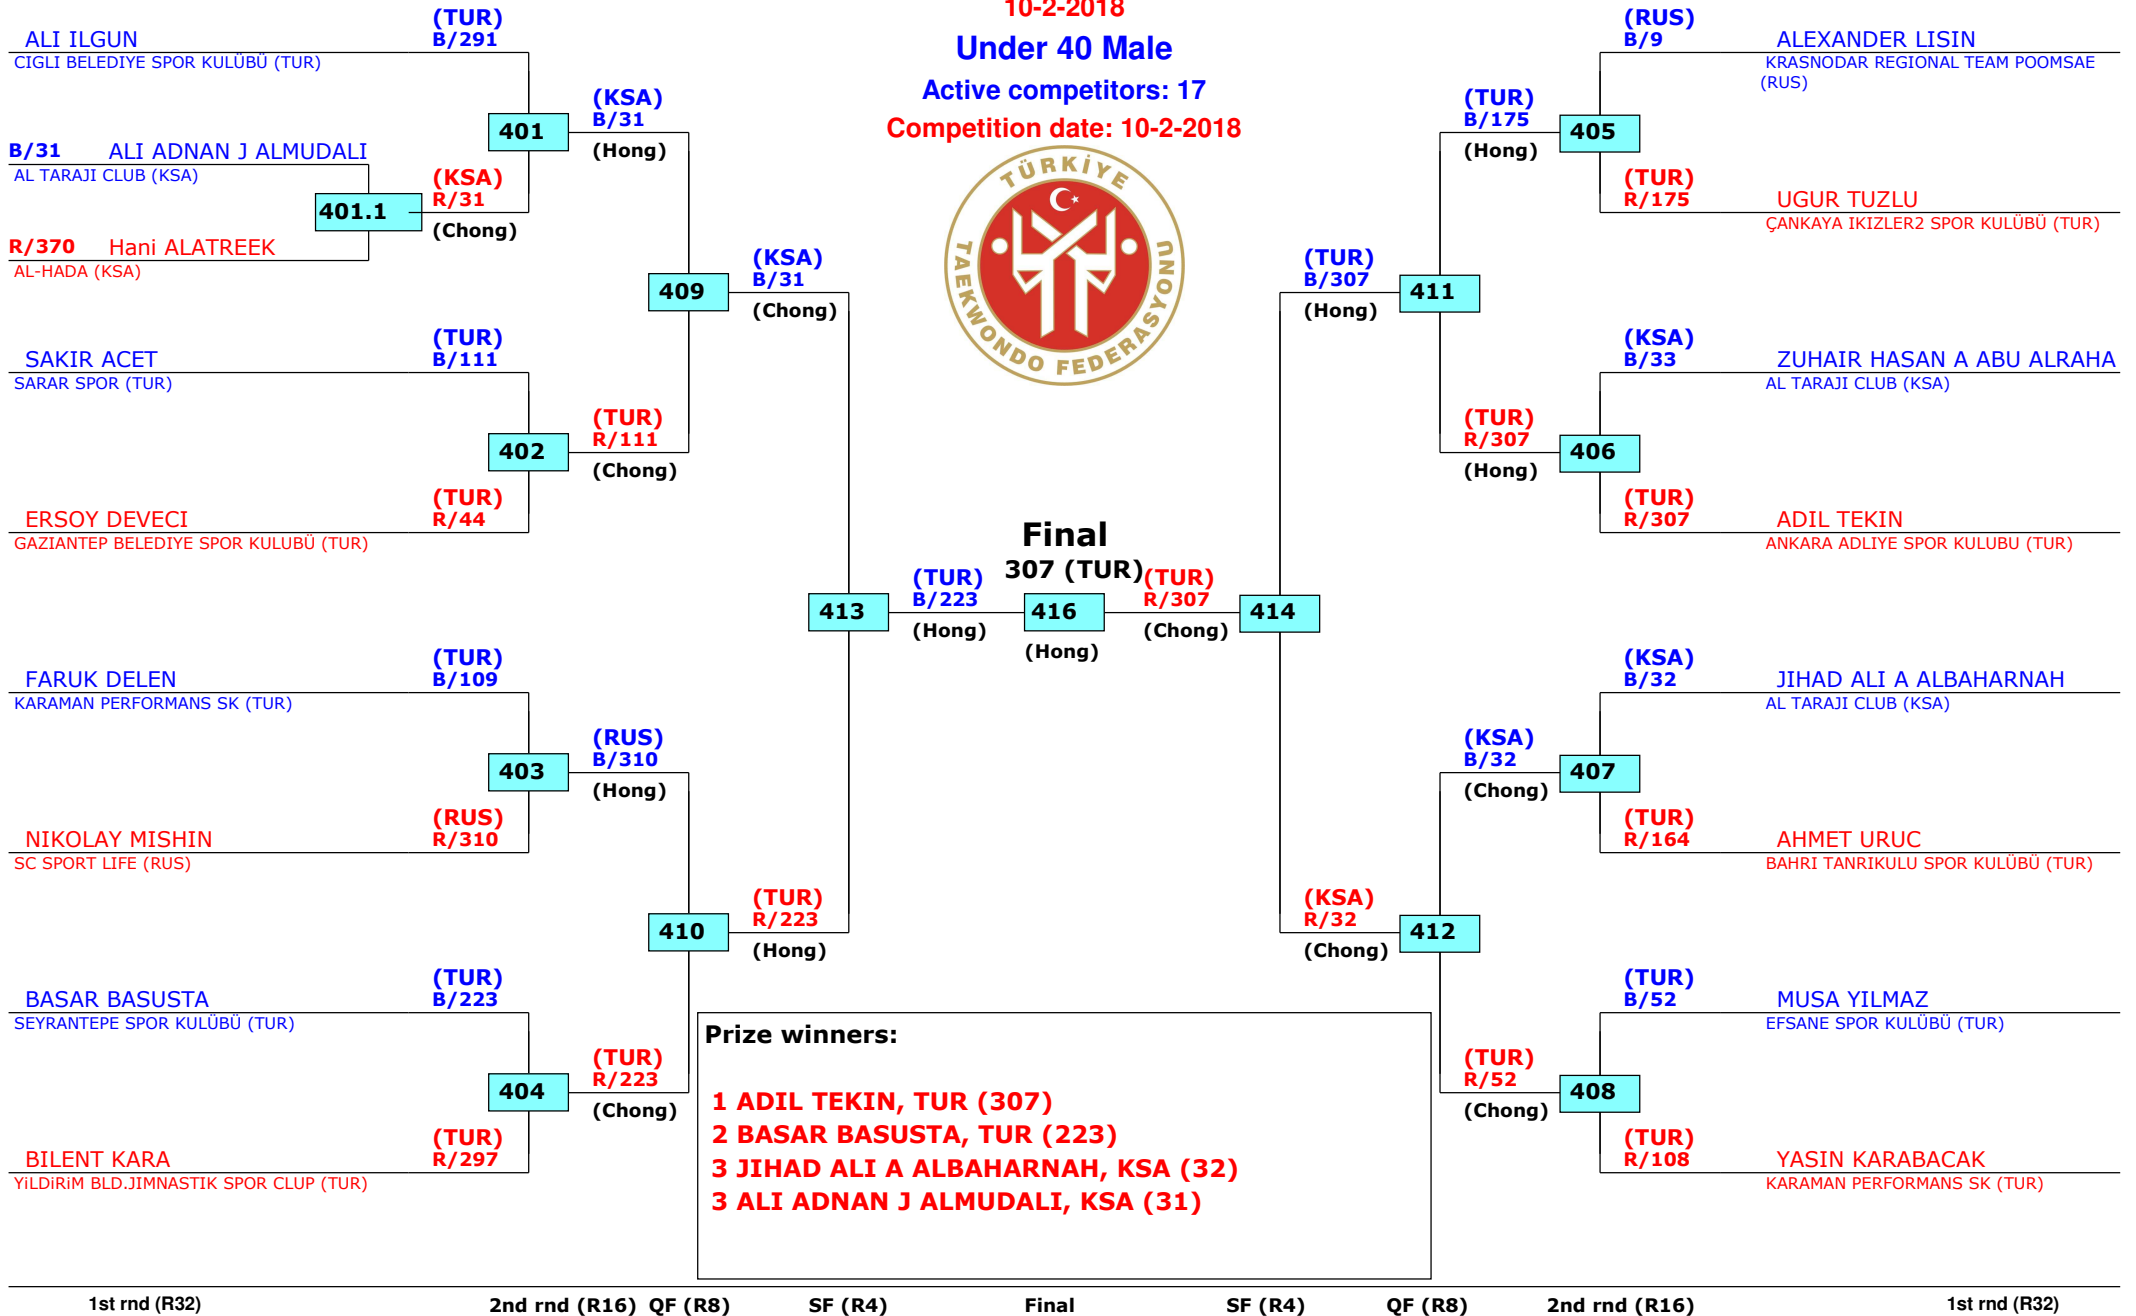 10-2-2018
Under 40 Male
Active competitors: 17
Competition date: 10-2-2018
TÜRKİYE
TAEKWONDO FEDERASYONU
(TUR)
ALI ILGUN B/291
CIGLI BELEDIYE SPOR KULÜBÜ (TUR)
401
(KSA)
B/31
(Hong)
B/31 ALI ADNAN J ALMUDALI
AL TARAJI CLUB (KSA)
401.1
(KSA)
R/31
(Chong)
R/370 Hani ALATREEK
AL-HADA (KSA)
409
(KSA)
B/31
(Chong)
(TUR)
SAKIR ACET B/111
SARAR SPOR (TUR)
402
(TUR)
R/111
(Chong)
(TUR)
ERSOY DEVECI R/44
GAZIANTEP BELEDIYE SPOR KULUBÜ (TUR)
413
(TUR)
B/223
(Hong)
(TUR)
FARUK DELEN B/109
KARAMAN PERFORMANS SK (TUR)
403
(RUS)
B/310
(Hong)
(RUS)
NIKOLAY MISHIN R/310
SC SPORT LIFE (RUS)
410
(TUR)
R/223
(Hong)
(TUR)
BASAR BASUSTA B/223
SEYRANTEPE SPOR KULÜBÜ (TUR)
404
(TUR)
R/223
(Chong)
(TUR)
BILENT KARA R/297
YiLDiRiM BLD.JIMNASTIK SPOR CLUP (TUR)
Final
307 (TUR)
416
(Hong)
(TUR)
R/307
(Chong)
414
(RUS)
B/9 ALEXANDER LISIN
KRASNODAR REGIONAL TEAM POOMSAE
(RUS)
(TUR)
B/175
(Hong)
405
(TUR)
R/175 UGUR TUZLU
ÇANKAYA IKIZLER2 SPOR KULÜBÜ (TUR)
(TUR)
B/307
(Hong)
411
(KSA)
B/33 ZUHAIR HASAN A ABU ALRAHA
AL TARAJI CLUB (KSA)
(TUR)
R/307
(Hong)
406
(TUR)
R/307 ADIL TEKIN
ANKARA ADLIYE SPOR KULUBU (TUR)
(KSA)
B/32 JIHAD ALI A ALBAHARNAH
AL TARAJI CLUB (KSA)
(KSA)
B/32
(Chong)
407
(TUR)
R/164 AHMET URUC
BAHRI TANRIKULU SPOR KULÜBÜ (TUR)
(KSA)
R/32
(Chong)
412
(TUR)
B/52 MUSA YILMAZ
EFSANE SPOR KULÜBÜ (TUR)
(TUR)
R/52
(Chong)
408
(TUR)
R/108 YASIN KARABACAK
KARAMAN PERFORMANS SK (TUR)
Prize winners:
1 ADIL TEKIN, TUR (307)
2 BASAR BASUSTA, TUR (223)
3 JIHAD ALI A ALBAHARNAH, KSA (32)
3 ALI ADNAN J ALMUDALI, KSA (31)
1st rnd (R32) 2nd rnd (R16) QF (R8) SF (R4) Final SF (R4) QF (R8) 2nd rnd (R16) 1st rnd (R32)